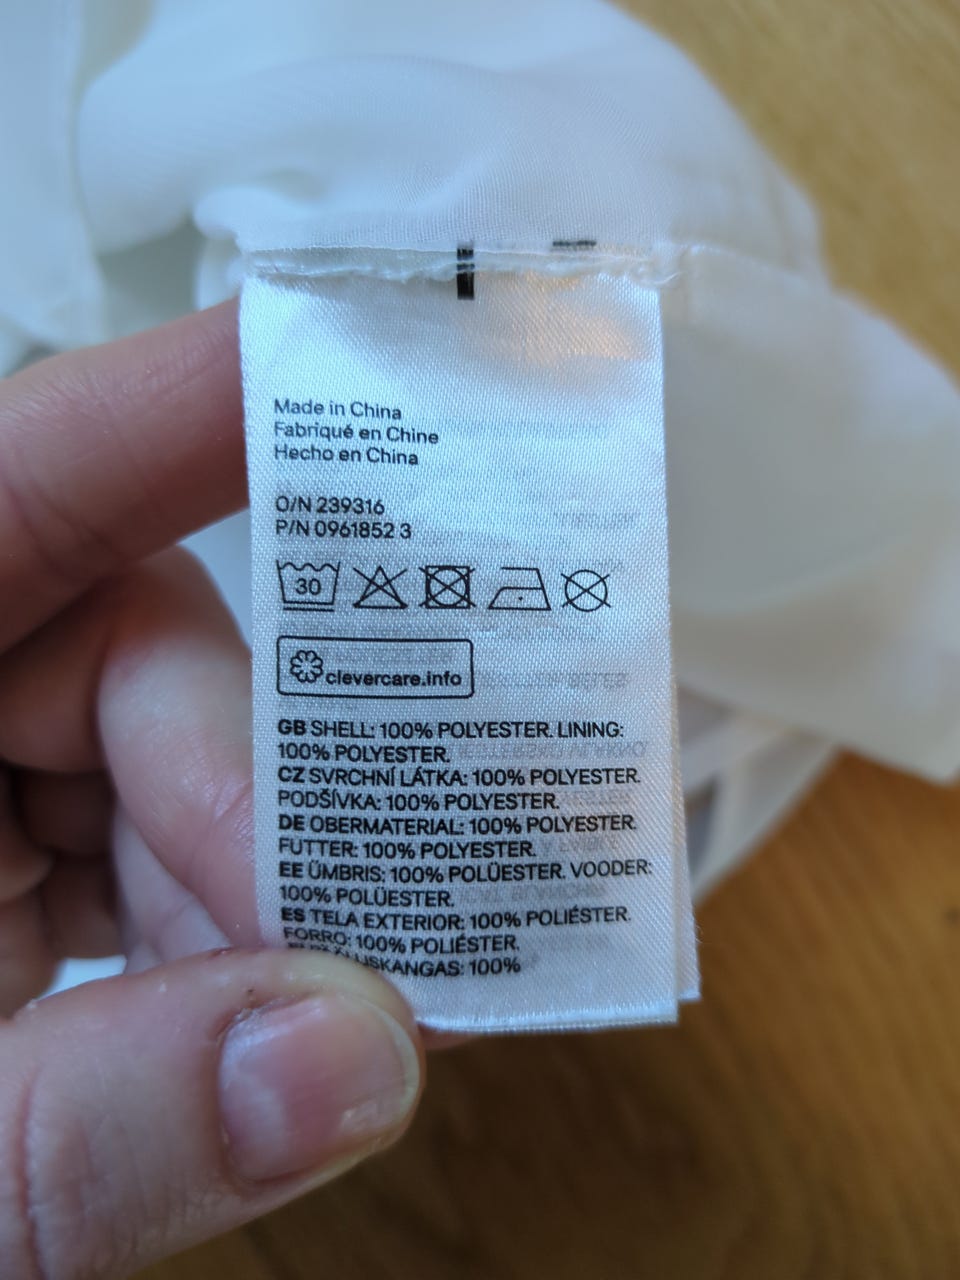 Made in China
Fabriqué en Chine
Hecho en China
O/N 239316
P/N 0961852 3
30
clevercare.info
GB SHELL: 100% POLYESTER. LINING:
100% POLYESTER.
CZ SVRCHNÍ LÁTKA: 100% POLYESTER.
PODŠÍVKA: 100% POLYESTER.
DE OBERMATERIAL: 100% POLYESTER.
FUTTER: 100% POLYESTER.
EE ÜMBRIS: 100% POLÜESTER. VOODER:
100% POLÜESTER.
ES TELA EXTERIOR: 100% POLIÉSTER.
FORRO: 100% POLIÉSTER.
100%